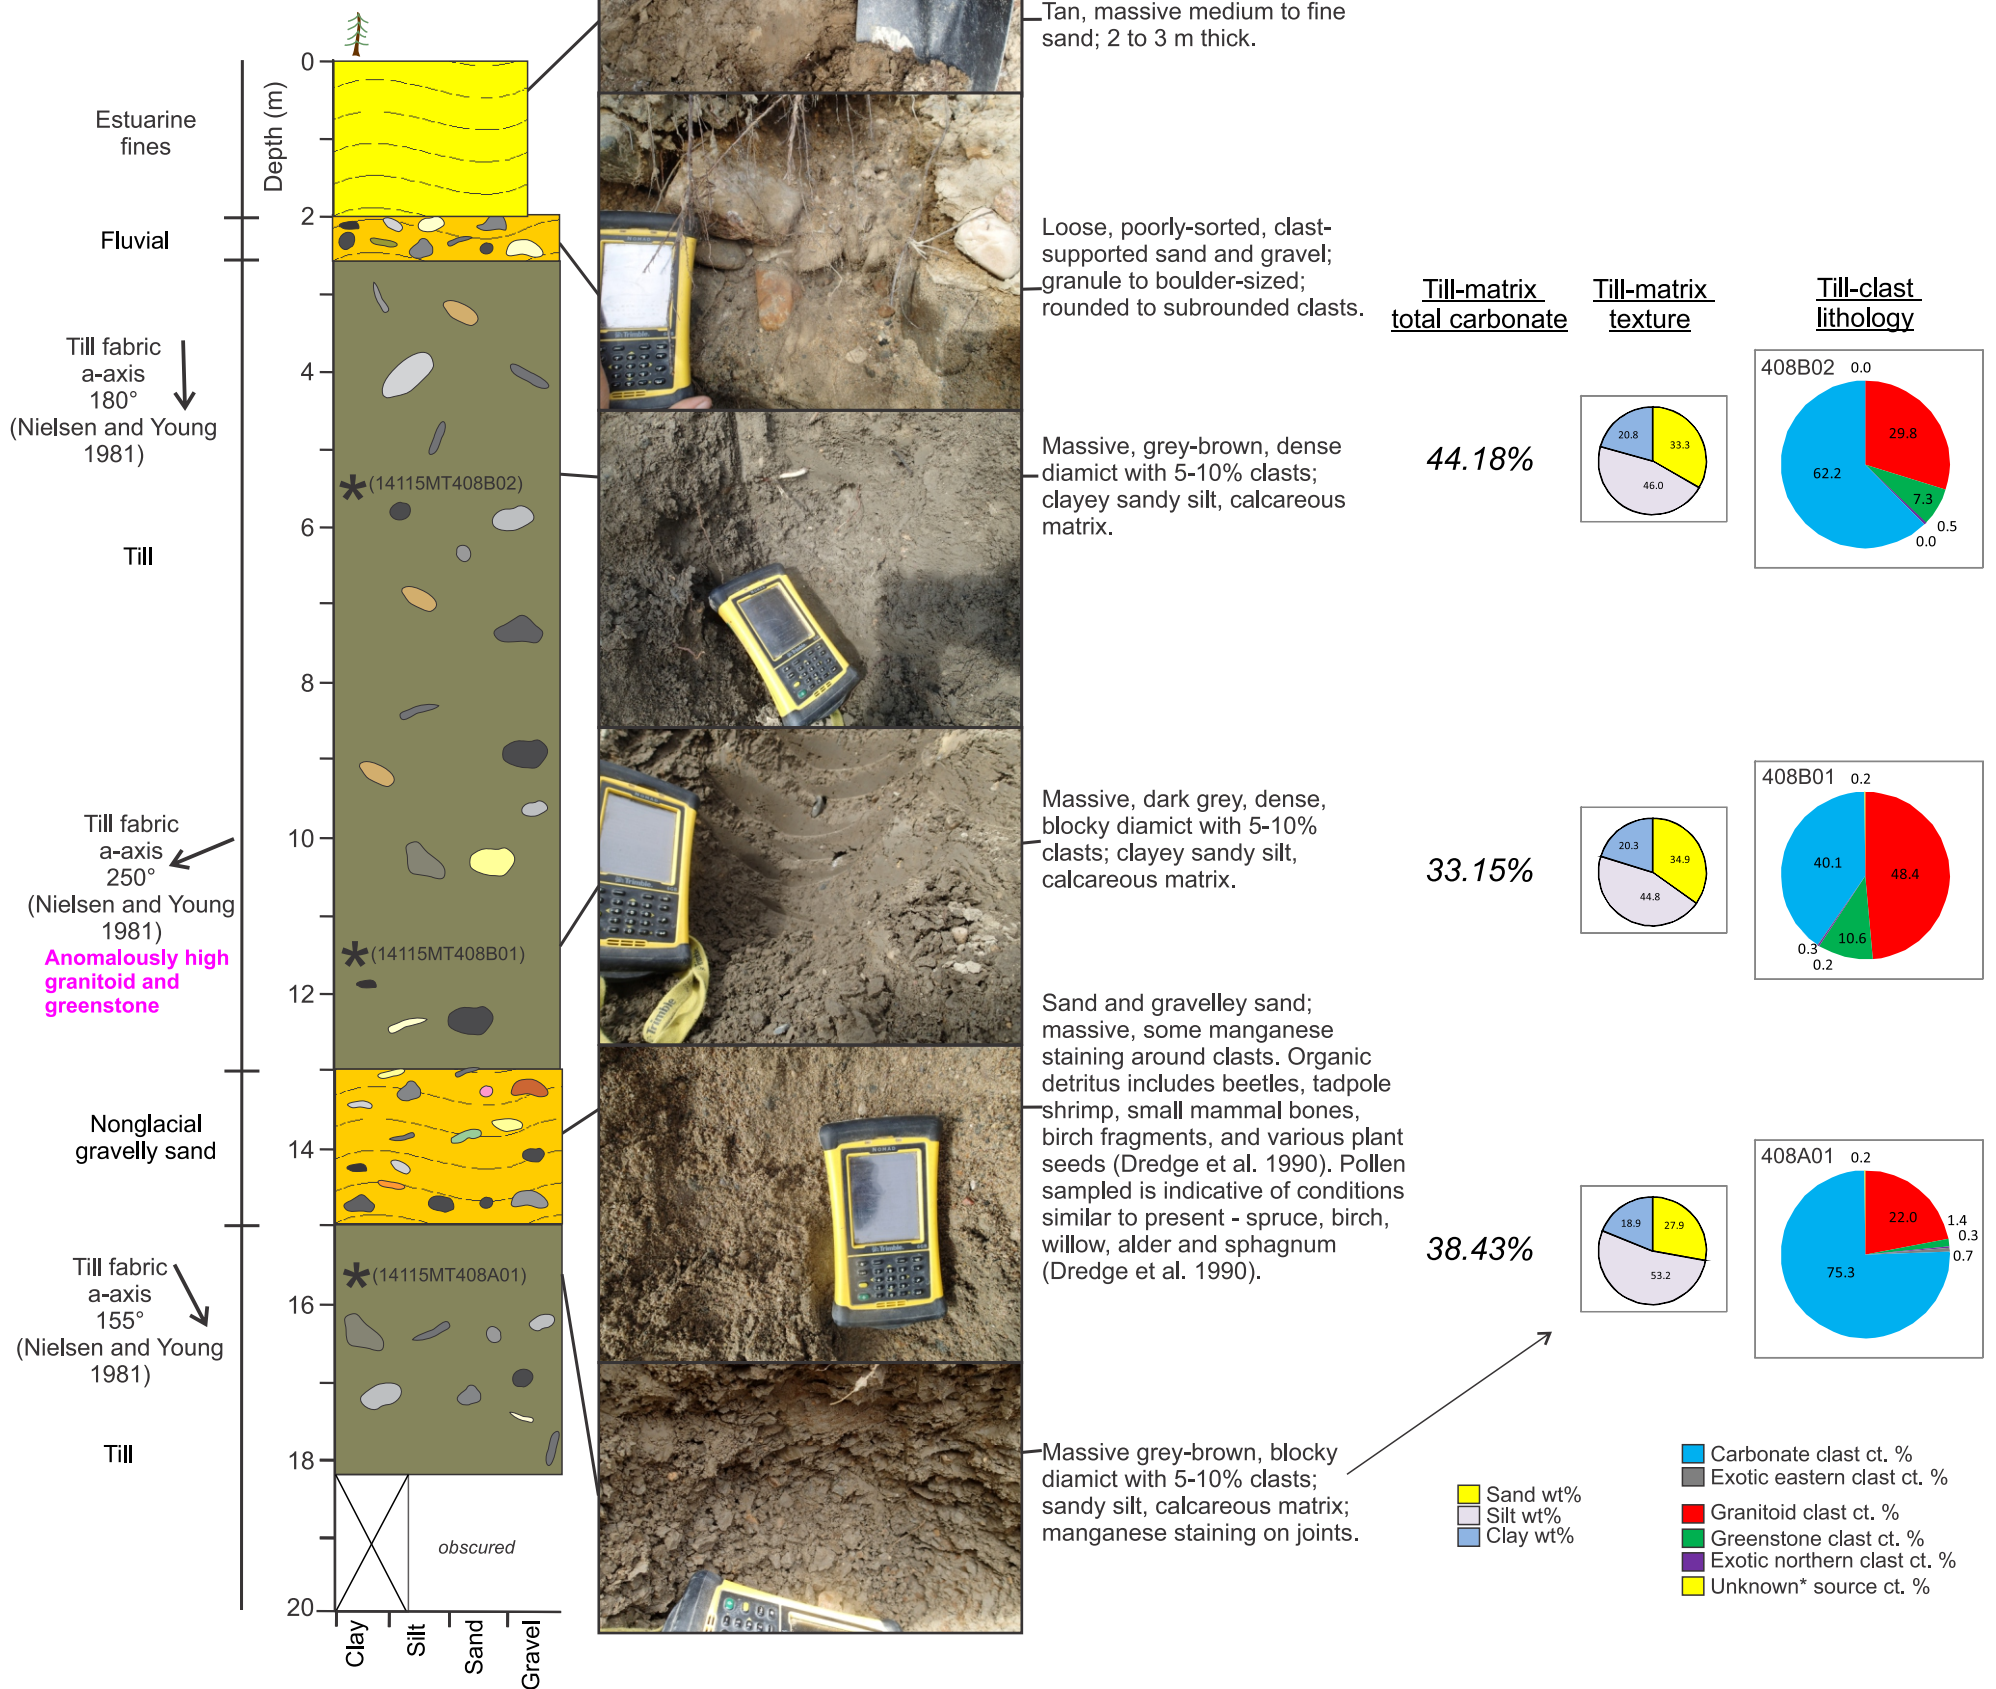 Tan, massive medium to fine
sand; 2 to 3 m thick.
0
2
4
6
8
10
12
14
16
18
20
Depth (m)
Estuarine
fines
Fluvial
Till fabric
a-axis
180°
(Nielsen and Young
1981)
Till
Till fabric
a-axis
250°
(Nielsen and Young
1981)
Anomalously high
granitoid and
greenstone
Nonglacial
gravelly sand
Till fabric
a-axis
155°
(Nielsen and Young
1981)
Till
*(14115MT408B02)
*(14115MT408B01)
*(14115MT408A01)
obscured
Clay
Silt
Sand
Gravel
NOMAD
Trimble
Trimble
Trimble
NOMAD
Trimble
Loose, poorly-sorted, clast-
supported sand and gravel;
granule to boulder-sized;
rounded to subrounded clasts.
Massive, grey-brown, dense
diamict with 5-10% clasts;
clayey sandy silt, calcareous
matrix.
Massive, dark grey, dense,
blocky diamict with 5-10%
clasts; clayey sandy silt,
calcareous matrix.
Sand and gravelley sand;
massive, some manganese
staining around clasts. Organic
detritus includes beetles, tadpole
shrimp, small mammal bones,
birch fragments, and various plant
seeds (Dredge et al. 1990). Pollen
sampled is indicative of conditions
similar to present - spruce, birch,
willow, alder and sphagnum
(Dredge et al. 1990).
Massive grey-brown, blocky
diamict with 5-10% clasts;
sandy silt, calcareous matrix;
manganese staining on joints.
Till-matrix
total carbonate
44.18%
33.15%
38.43%
Till-matrix
texture
20.8
33.3
46.0
20.3
34.9
44.8
18.9
27.9
53.2
Sand wt%
Silt wt%
Clay wt%
Till-clast
lithology
408B02
0.0
29.8
62.2
7.3
0.5
0.0
408B01
0.2
40.1
48.4
10.6
0.3
0.2
408A01
0.2
22.0
1.4
0.3
0.7
75.3
Carbonate clast ct. %
Exotic eastern clast ct. %
Granitoid clast ct. %
Greenstone clast ct. %
Exotic northern clast ct. %
Unknown* source ct. %